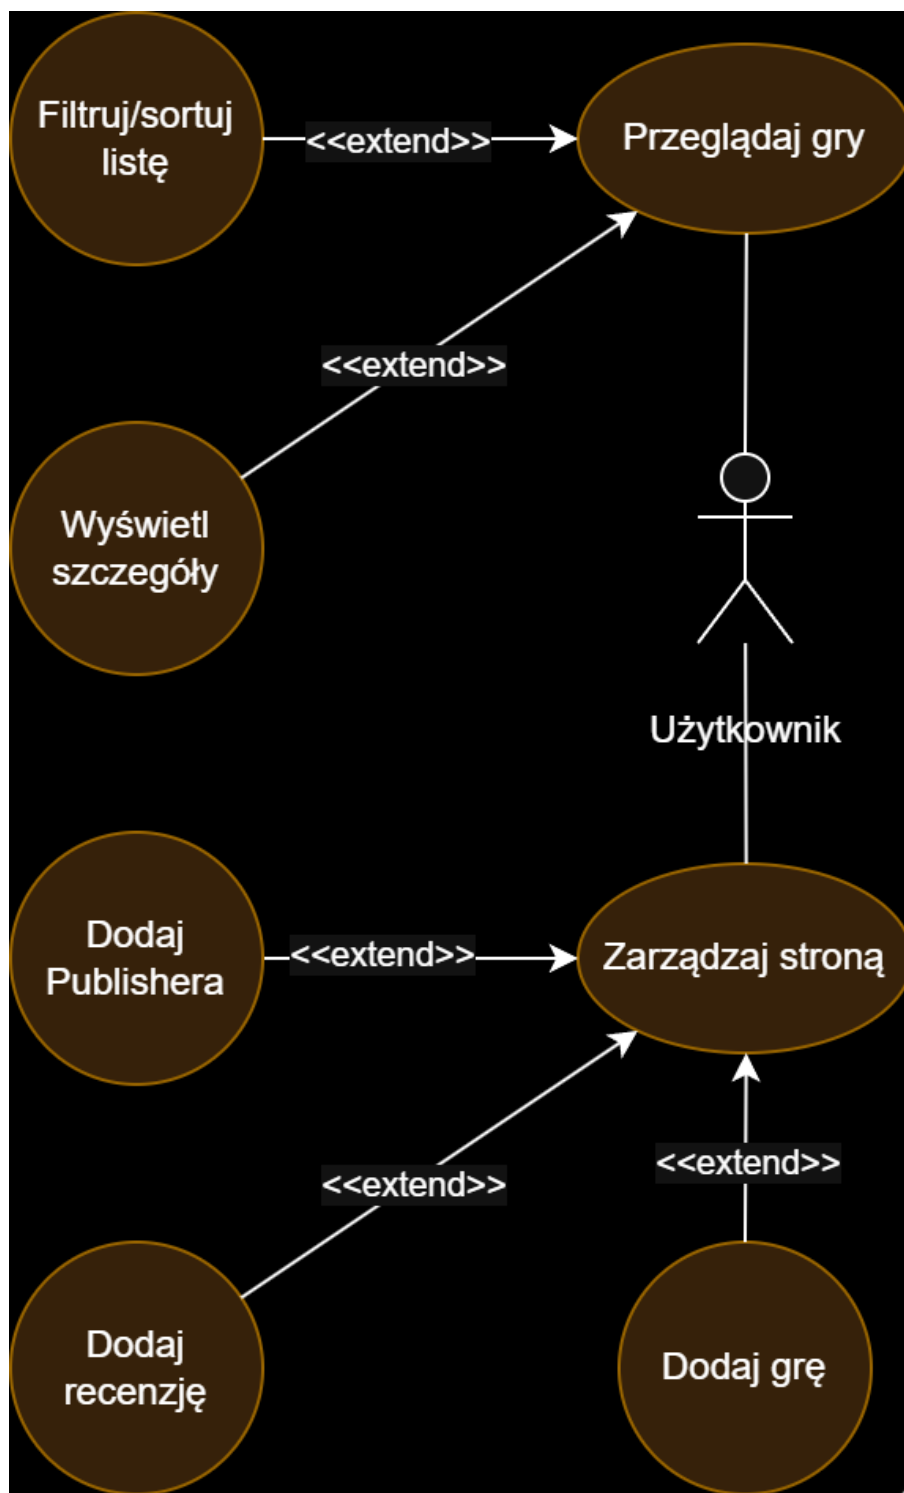 Filtruj/sortuj
listę
<<extend>>
Przeglądaj gry
<<extend>>
Wyświetl
szczegóły
Użytkownik
Dodaj
Publishera
<<extend>>
Zarządzaj stroną
<<extend>>
<<extend>>
Dodaj
recenzję
Dodaj grę